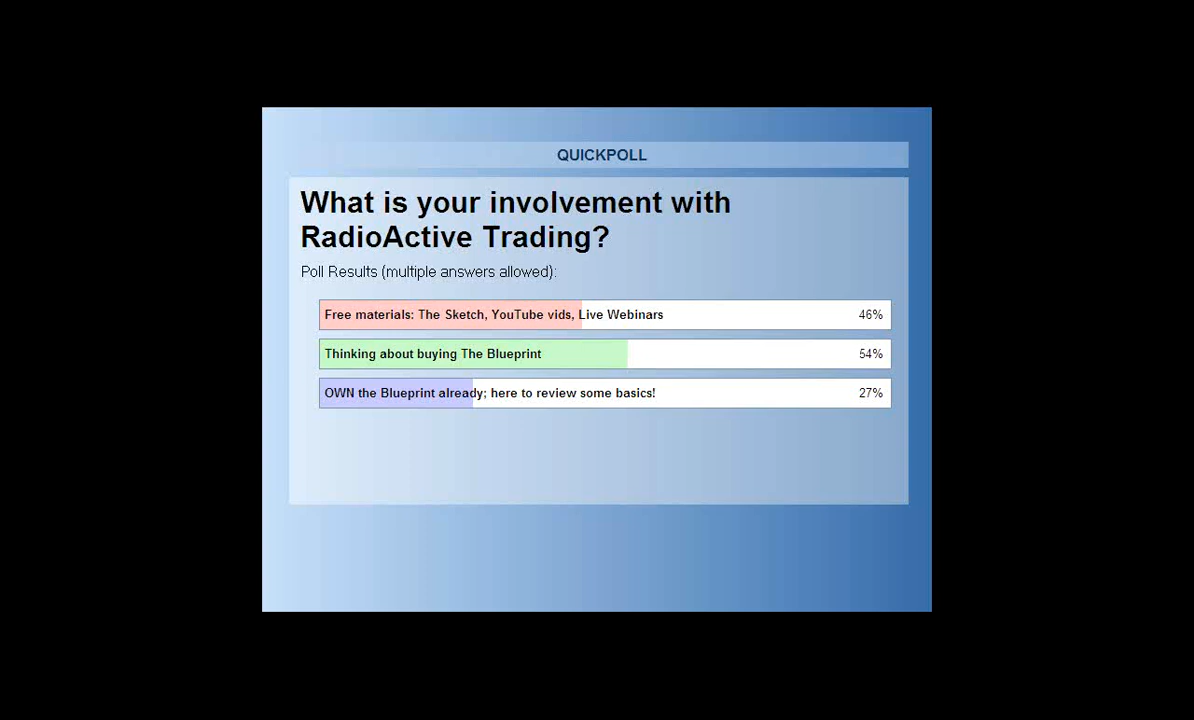 QUICKPOLL
What is your involvement with
RadioActive Trading?
Poll Results (multiple answers allowed):
Free materials: The Sketch, YouTube vids, Live Webinars 46%
Thinking about buying The Blueprint 54%
OWN the Blueprint already; here to review some basics! 27%